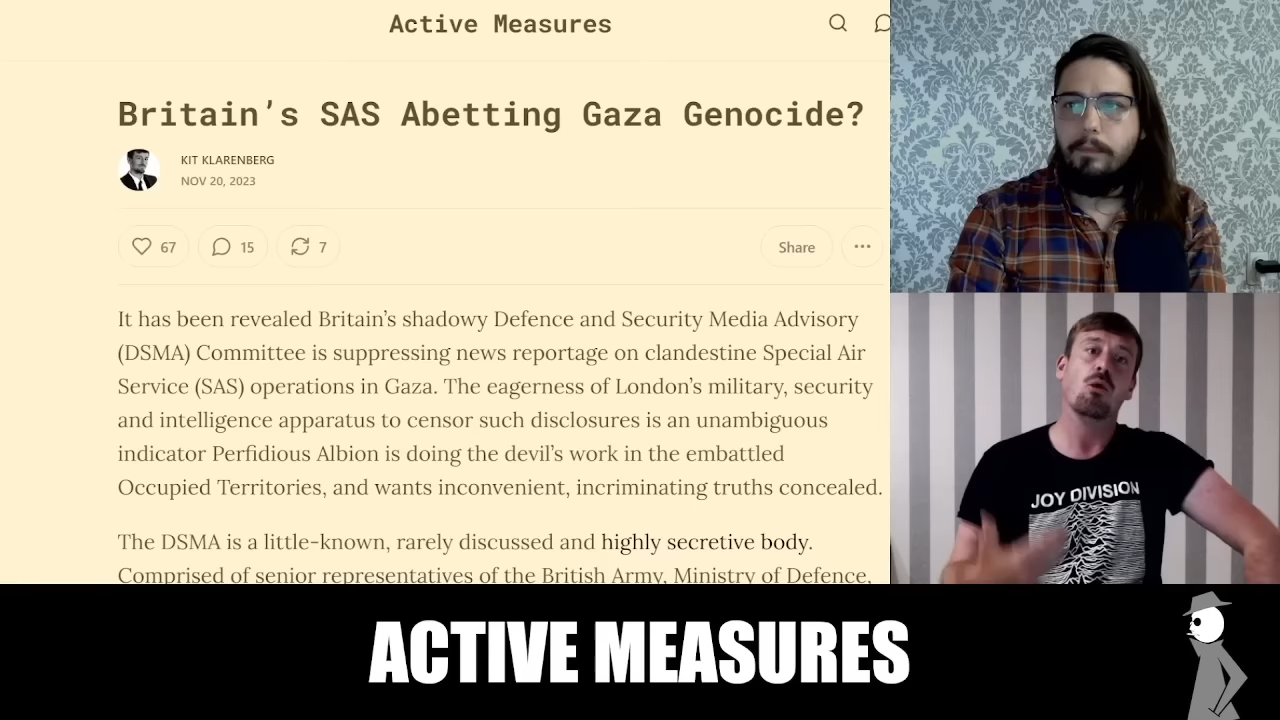 Active Measures
Britain’s SAS Abetting Gaza Genocide?
KIT KLARENBERG
NOV 20, 2023
67
15
7
Share
It has been revealed Britain’s shadowy Defence and Security Media Advisory
(DSMA) Committee is suppressing news reportage on clandestine Special Air
Service (SAS) operations in Gaza. The eagerness of London’s military, security
and intelligence apparatus to censor such disclosures is an unambiguous
indicator Perfidious Albion is doing the devil’s work in the embattled
Occupied Territories, and wants inconvenient, incriminating truths concealed.
The DSMA is a little-known, rarely discussed and highly secretive body.
Comprised of senior representatives of the British Army, Ministry of Defence,
JOY DIVISION
ACTIVE MEASURES